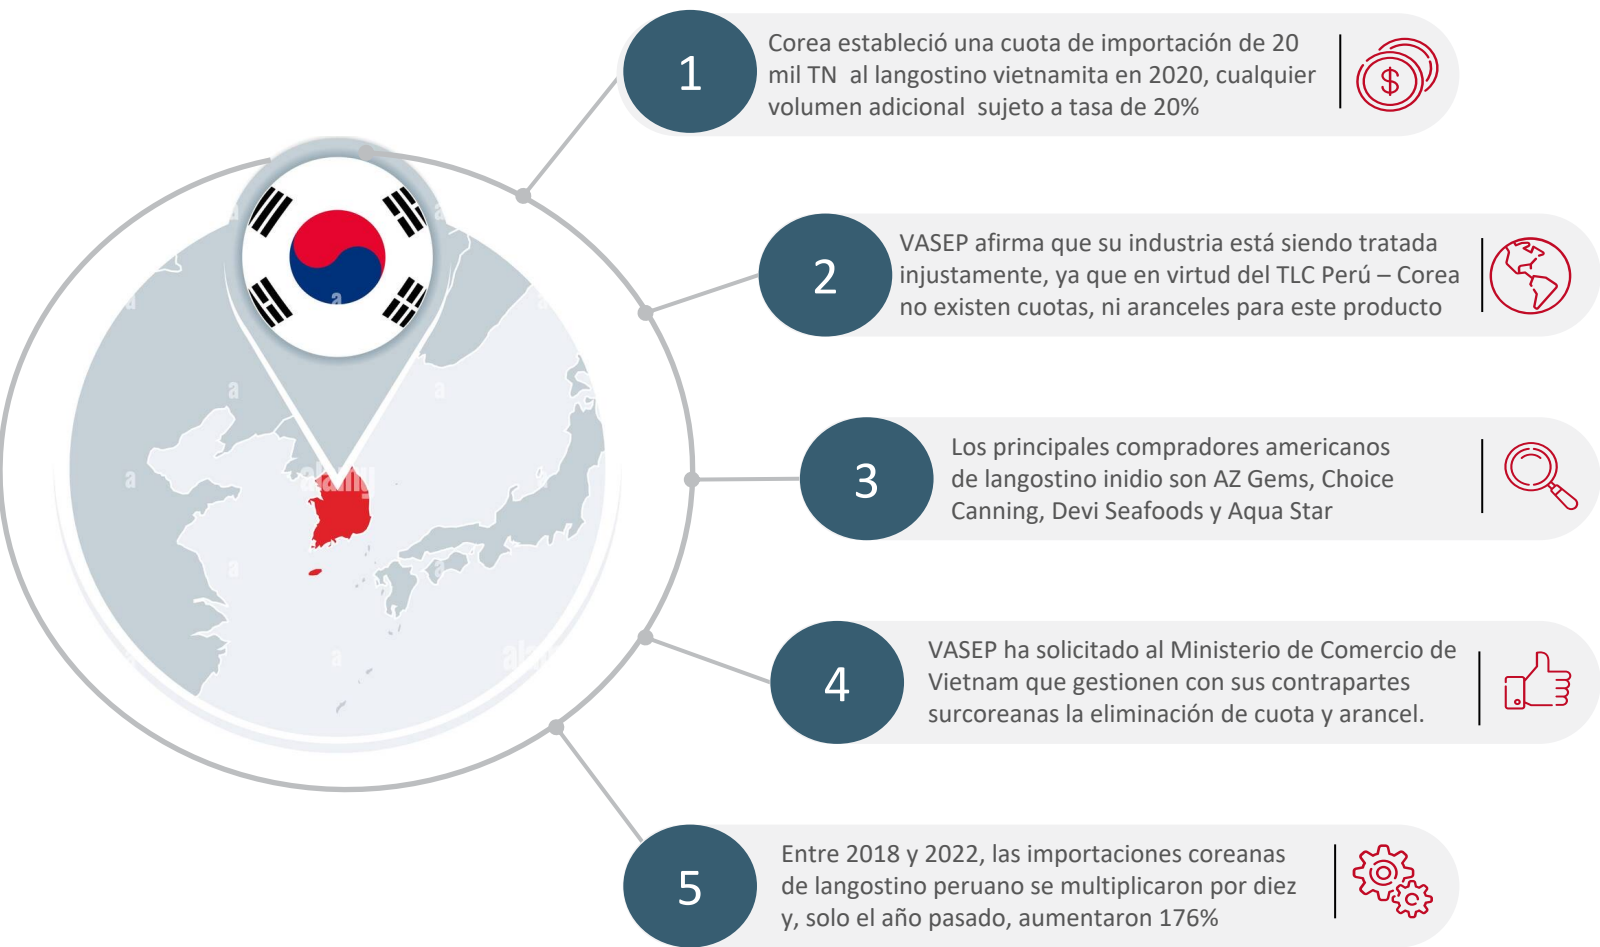 1
Corea estableció una cuota de importación de 20
mil TN al langostino vietnamita en 2020, cualquier
volumen adicional sujeto a tasa de 20%
$
2
VASEP afirma que su industria está siendo tratada
injustamente, ya que en virtud del TLC Perú – Corea
no existen cuotas, ni aranceles para este producto
3
Los principales compradores americanos
de langostino inidio son AZ Gems, Choice
Canning, Devi Seafoods y Aqua Star
4
VASEP ha solicitado al Ministerio de Comercio de
Vietnam que gestionen con sus contrapartes
surcoreanas la eliminación de cuota y arancel.
5
Entre 2018 y 2022, las importaciones coreanas
de langostino peruano se multiplicaron por diez
y, solo el año pasado, aumentaron 176%
a
a
a
a
a
a
alamy
a
a
a